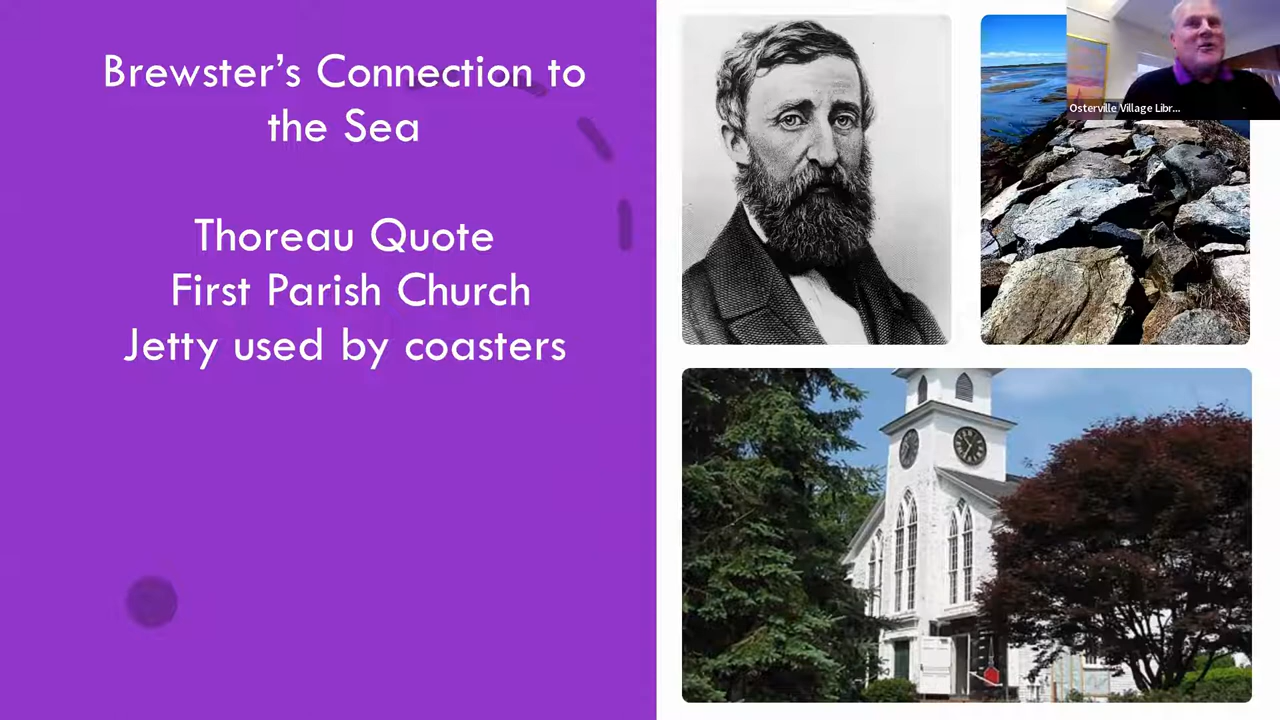 Brewster’s Connection to
the Sea
Thoreau Quote
First Parish Church
Jetty used by coasters
Osterville Village Libr...